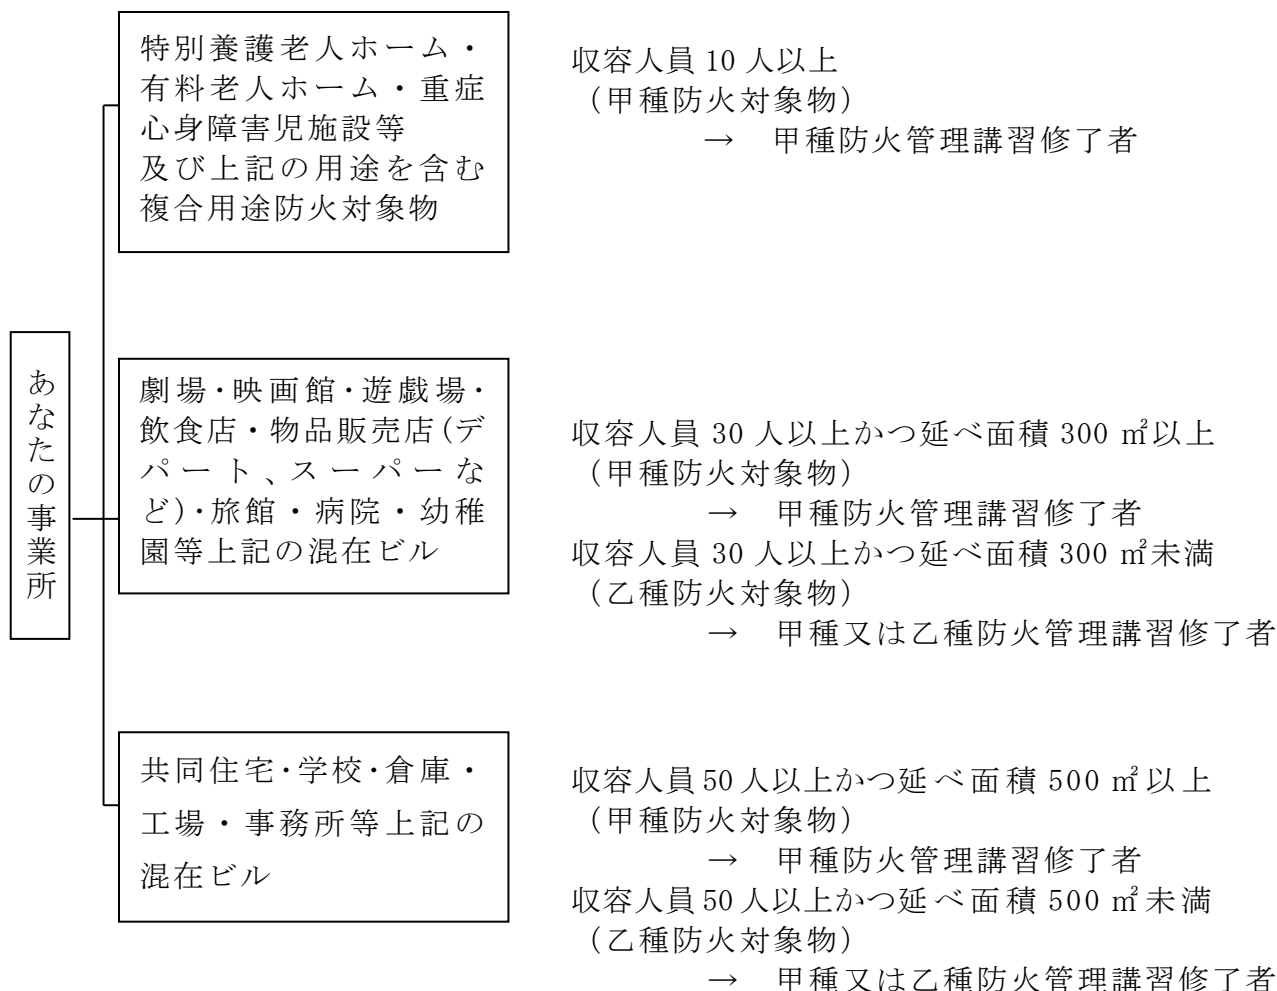 あなたの事業所
特別養護老人ホーム・
有料老人ホーム・重症
心身障害児施設等
及び上記の用途を含む
複合用途防火対象物
収容人員 10 人以上
（甲種防火対象物）
→ 甲種防火管理講習修了者
劇場・映画館・遊戯場・
飲食店・物品販売店（デ
パート、スーパーな
ど）・旅館・病院・幼稚
園等上記の混在ビル
収容人員 30 人以上かつ延べ面積 300 ㎡以上
（甲種防火対象物）
→ 甲種防火管理講習修了者
収容人員 30 人以上かつ延べ面積 300 ㎡未満
（乙種防火対象物）
→ 甲種又は乙種防火管理講習修了者
共同住宅・学校・倉庫・
工場・事務所等上記の
混在ビル
収容人員 50 人以上かつ延べ面積 500 ㎡以上
（甲種防火対象物）
→ 甲種防火管理講習修了者
収容人員 50 人以上かつ延べ面積 500 ㎡未満
（乙種防火対象物）
→ 甲種又は乙種防火管理講習修了者